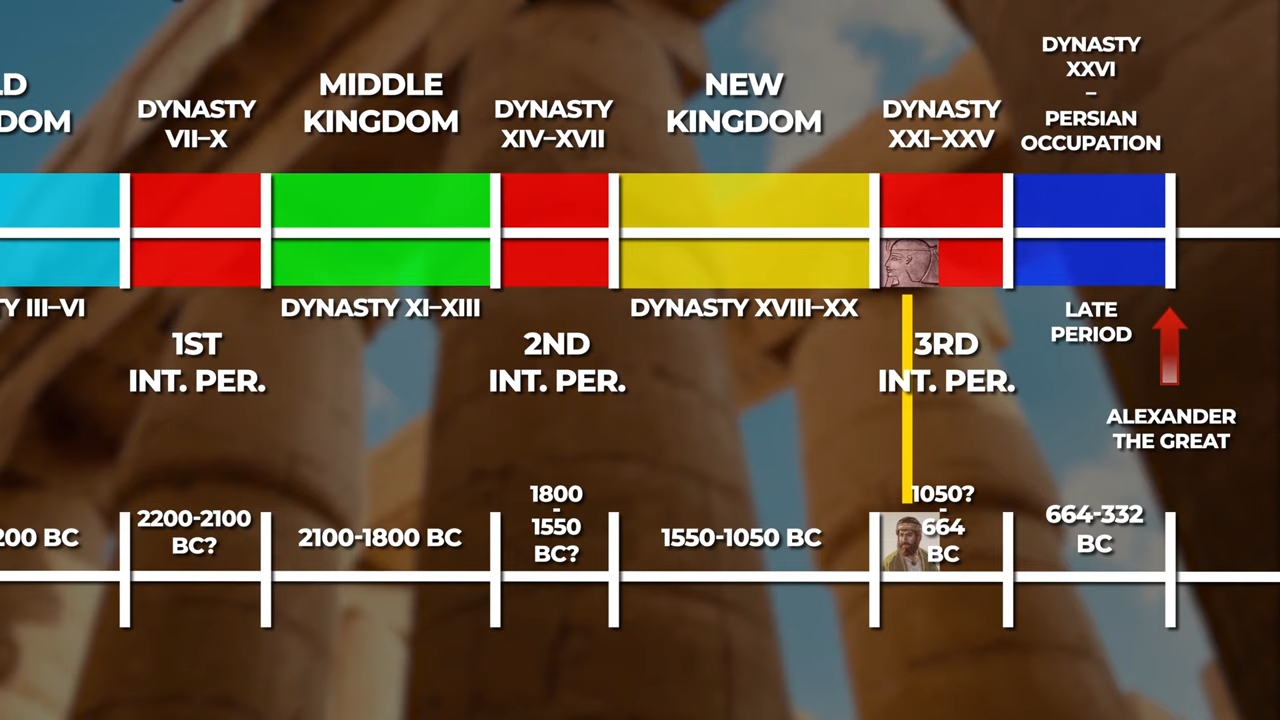 LD
DOM
DYNASTY
VII–X
MIDDLE
KINGDOM
DYNASTY
XIV–XVII
NEW
KINGDOM
DYNASTY
XXI–XXV
DYNASTY
XXVI
–
PERSIAN
OCCUPATION
TY III–VI
1ST
INT. PER.
DYNASTY XI–XIII
2ND
INT. PER.
DYNASTY XVIII–XX
3RD
INT. PER.
LATE
PERIOD
ALEXANDER
THE GREAT
200 BC
2200-2100
BC?
2100-1800 BC
1800
-
1550
BC?
1550-1050 BC
1050?
-
664
BC
664-332
BC